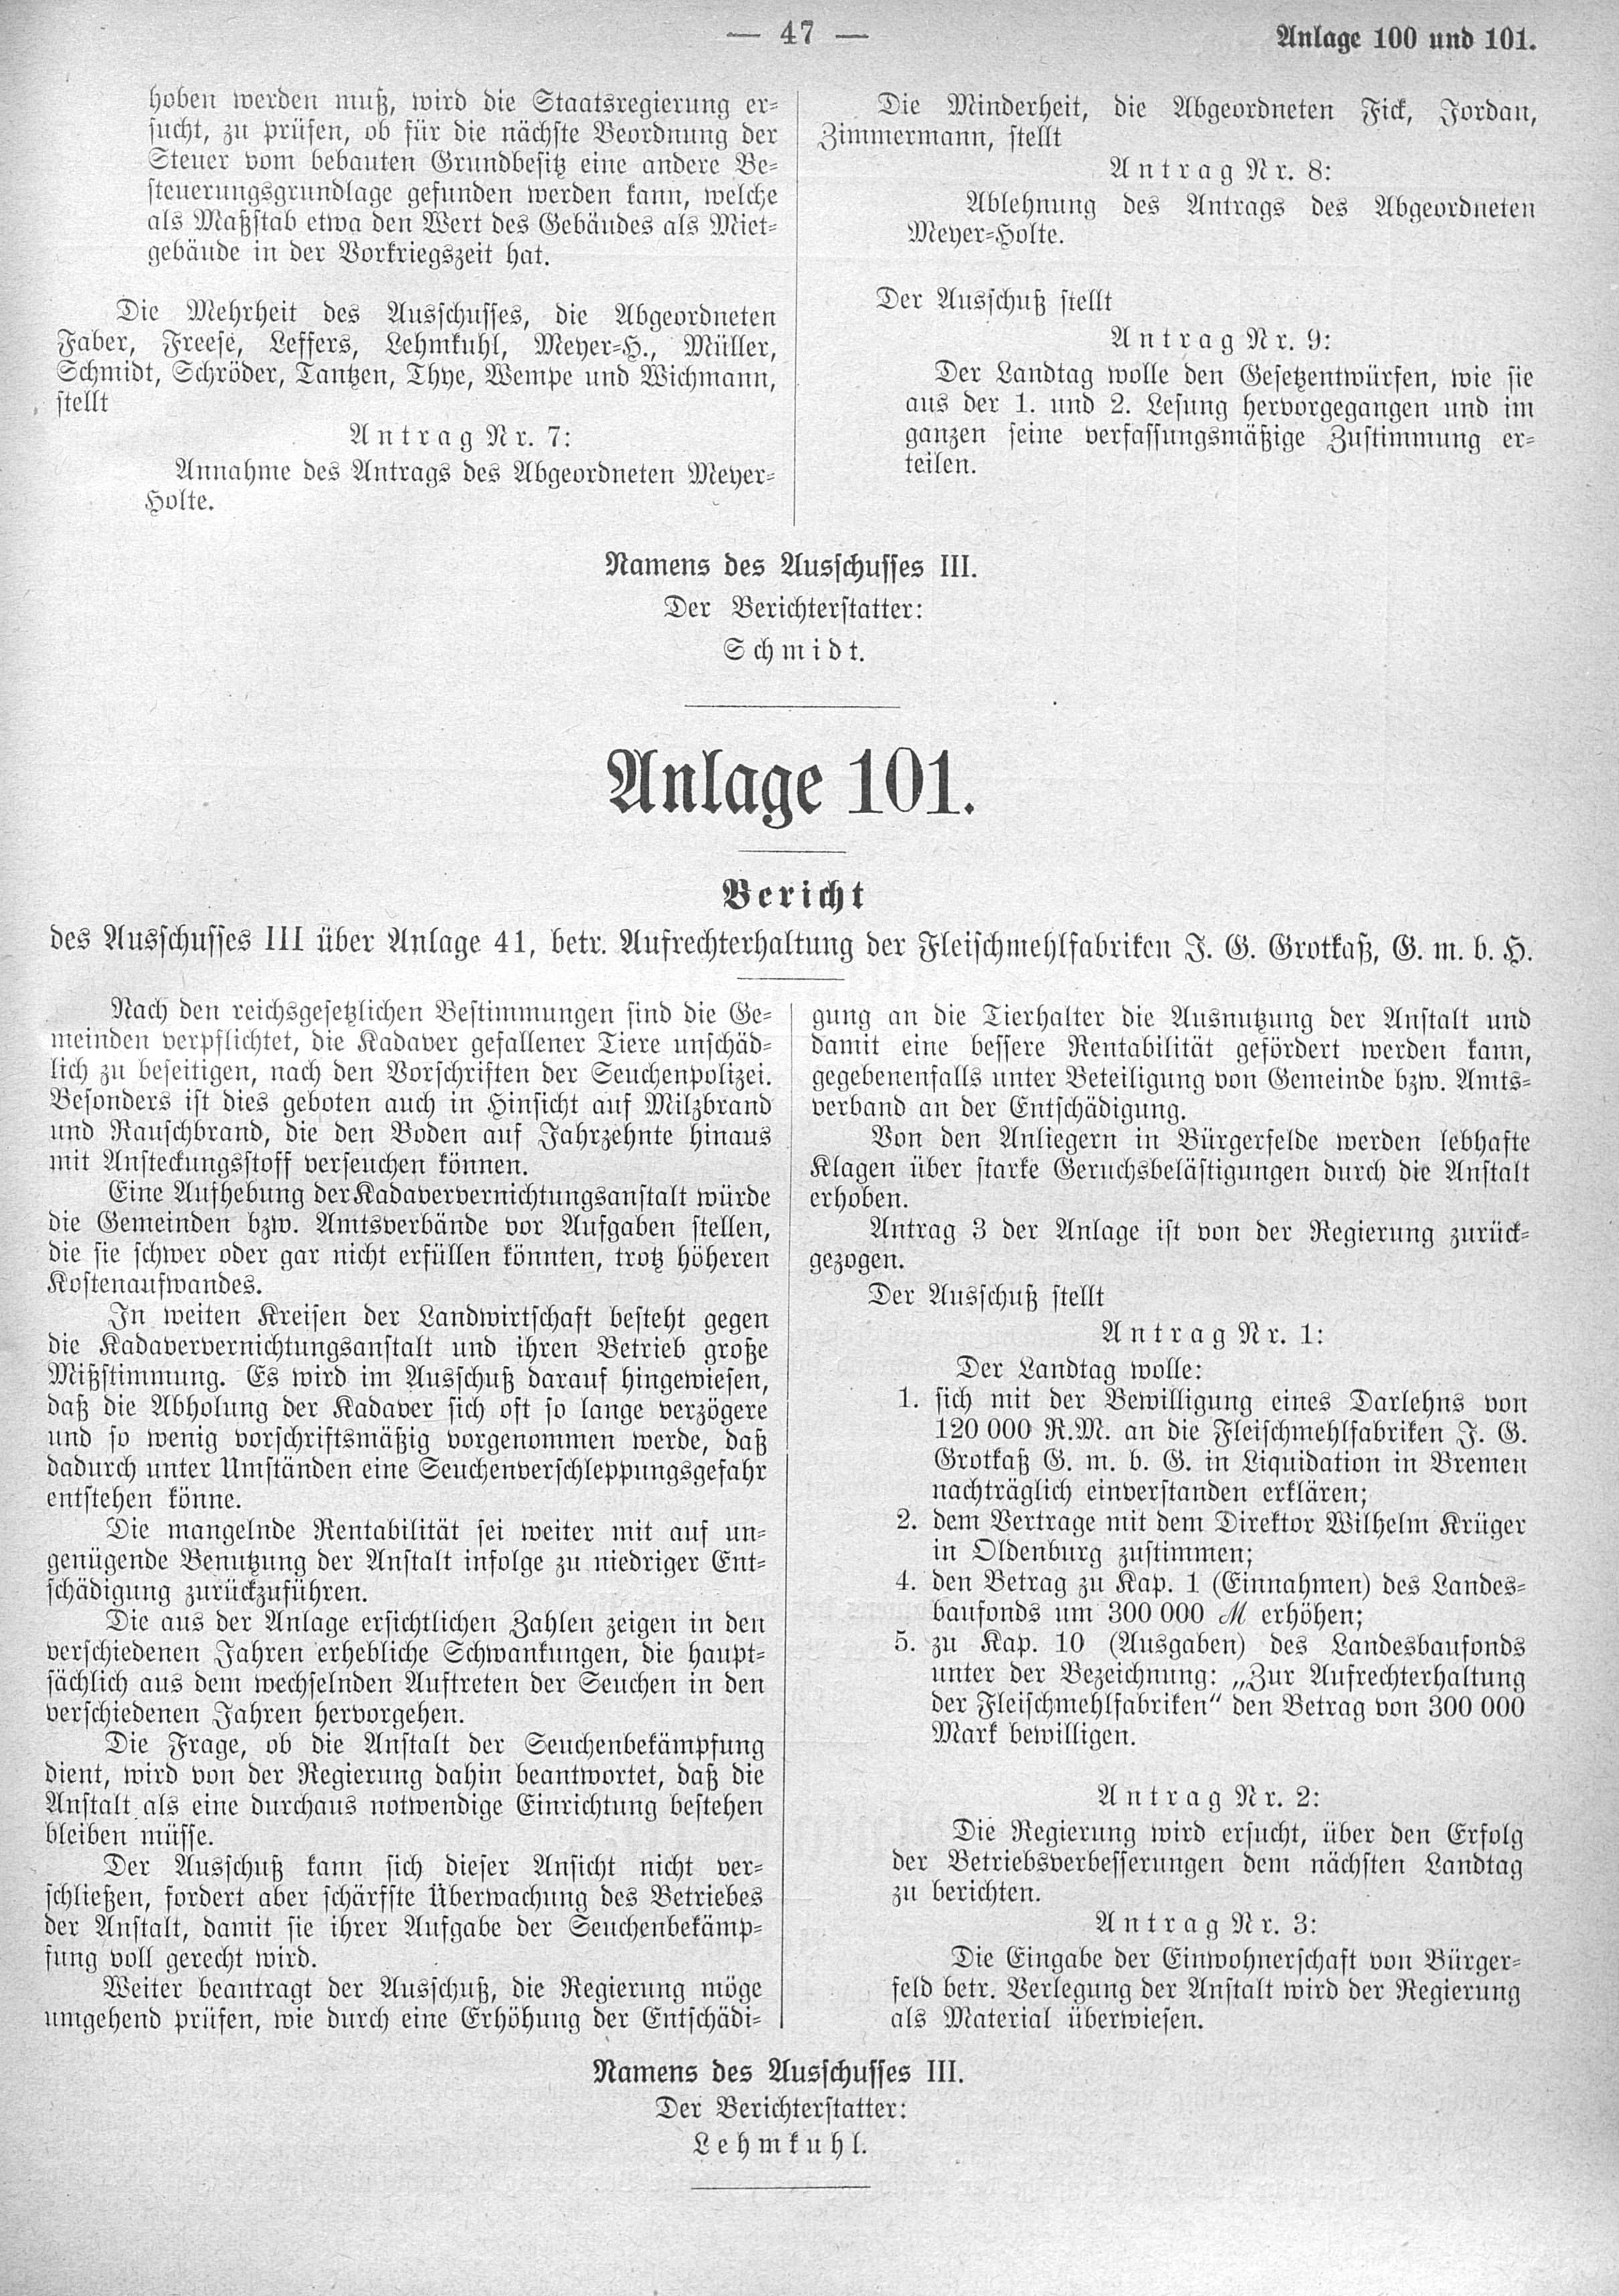 — 47 —
Anlage 100 und 101.
hoben werden muß, wird die Staatsregierung er-
sucht, zu prüfen, ob für die nächste Beordnung der
Steuer vom bebauten Grundbesitz eine andere Be-
steuerungsgrundlage gefunden werden kann, welche
als Maßstab etwa den Wert des Gebäudes als Miet-
gebäude in der Vorkriegszeit hat.
Die Mehrheit des Ausschusses, die Abgeordneten
Faber, Freese, Leffers, Lehmkuhl, Meyer-H., Müller,
Schmidt, Schröder, Tantzen, Thye, Wempe und Wichmann,
stellt
Antrag Nr. 7:
Annahme des Antrags des Abgeordneten Meyer-
Holte.
Die Minderheit, die Abgeordneten Fick, Jordan,
Zimmermann, stellt
Antrag Nr. 8:
Ablehnung des Antrags des Abgeordneten
Meyer-Holte.
Der Ausschuß stellt
Antrag Nr. 9:
Der Landtag wolle den Gesetzentwürfen, wie sie
aus der 1. und 2. Lesung hervorgegangen und im
ganzen seine verfassungsmäßige Zustimmung er-
teilen.
Namens des Ausschusses III.
Der Berichterstatter:
Schmidt.
Anlage 101.
Bericht
des Ausschusses III über Anlage 41, betr. Aufrechterhaltung der Fleischmehlfabriken J. G. Grotkaß, G. m. b. H.
Nach den reichsgesetzlichen Bestimmungen sind die Ge-
meinden verpflichtet, die Kadaver gefallener Tiere unschäd-
lich zu beseitigen, nach den Vorschriften der Seuchenpolizei.
Besonders ist dies geboten auch in Hinsicht auf Milzbrand
und Rauschbrand, die den Boden auf Jahrzehnte hinaus
mit Ansteckungsstoff verseuchen können.
Eine Aufhebung der Kadaververnichtungsanstalt würde
die Gemeinden bzw. Amtsverbände vor Aufgaben stellen,
die sie schwer oder gar nicht erfüllen könnten, trotz höheren
Kostenaufwandes.
In weiten Kreisen der Landwirtschaft besteht gegen
die Kadaververnichtungsanstalt und ihren Betrieb große
Mißstimmung. Es wird im Ausschuß darauf hingewiesen,
daß die Abholung der Kadaver sich oft so lange verzögere
und so wenig vorschriftsmäßig vorgenommen werde, daß
dadurch unter Umständen eine Seuchenverschleppungsgefahr
entstehen könne.
Die mangelnde Rentabilität sei weiter mit auf un-
genügende Benutzung der Anstalt infolge zu niedriger Ent-
schädigung zurückzuführen.
Die aus der Anlage ersichtlichen Zahlen zeigen in den
verschiedenen Jahren erhebliche Schwankungen, die haupt-
sächlich aus dem wechselnden Auftreten der Seuchen in den
verschiedenen Jahren hervorgehen.
Die Frage, ob die Anstalt der Seuchenbekämpfung
dient, wird von der Regierung dahin beantwortet, daß die
Anstalt als eine durchaus notwendige Einrichtung bestehen
bleiben müsse.
Der Ausschuß kann sich dieser Ansicht nicht ver-
schließen, fordert aber schärfste Überwachung des Betriebes
der Anstalt, damit sie ihrer Aufgabe der Seuchenbekämp-
fung voll gerecht wird.
Weiter beantragt der Ausschuß, die Regierung möge
umgehend prüfen, wie durch eine Erhöhung der Entschädi-
gung an die Tierhalter die Ausnutzung der Anstalt und
damit eine bessere Rentabilität gefördert werden kann,
gegebenenfalls unter Beteiligung von Gemeinde bzw. Amts-
verband an der Entschädigung.
Von den Anliegern in Bürgerfelde werden lebhafte
Klagen über starke Geruchsbelästigungen durch die Anstalt
erhoben.
Antrag 3 der Anlage ist von der Regierung zurück-
gezogen.
Der Ausschuß stellt
Antrag Nr. 1:
Der Landtag wolle:
1. sich mit der Bewilligung eines Darlehns von
120 000 R.M. an die Fleischmehlfabriken J. G.
Grotkaß G. m. b. G. in Liquidation in Bremen
nachträglich einverstanden erklären;
2. dem Vertrage mit dem Direktor Wilhelm Krüger
in Oldenburg zustimmen;
4. den Betrag zu Kap. 1 (Einnahmen) des Landes-
baufonds um 300 000 M erhöhen;
5. zu Kap. 10 (Ausgaben) des Landesbaufonds
unter der Bezeichnung: „Zur Aufrechterhaltung
der Fleischmehlfabriken“ den Betrag von 300 000
Mark bewilligen.
Antrag Nr. 2:
Die Regierung wird ersucht, über den Erfolg
der Betriebsverbesserungen dem nächsten Landtag
zu berichten.
Antrag Nr. 3:
Die Eingabe der Einwohnerschaft von Bürger-
feld betr. Verlegung der Anstalt wird der Regierung
als Material überwiesen.
Namens des Ausschusses III.
Der Berichterstatter:
Lehmkuhl.